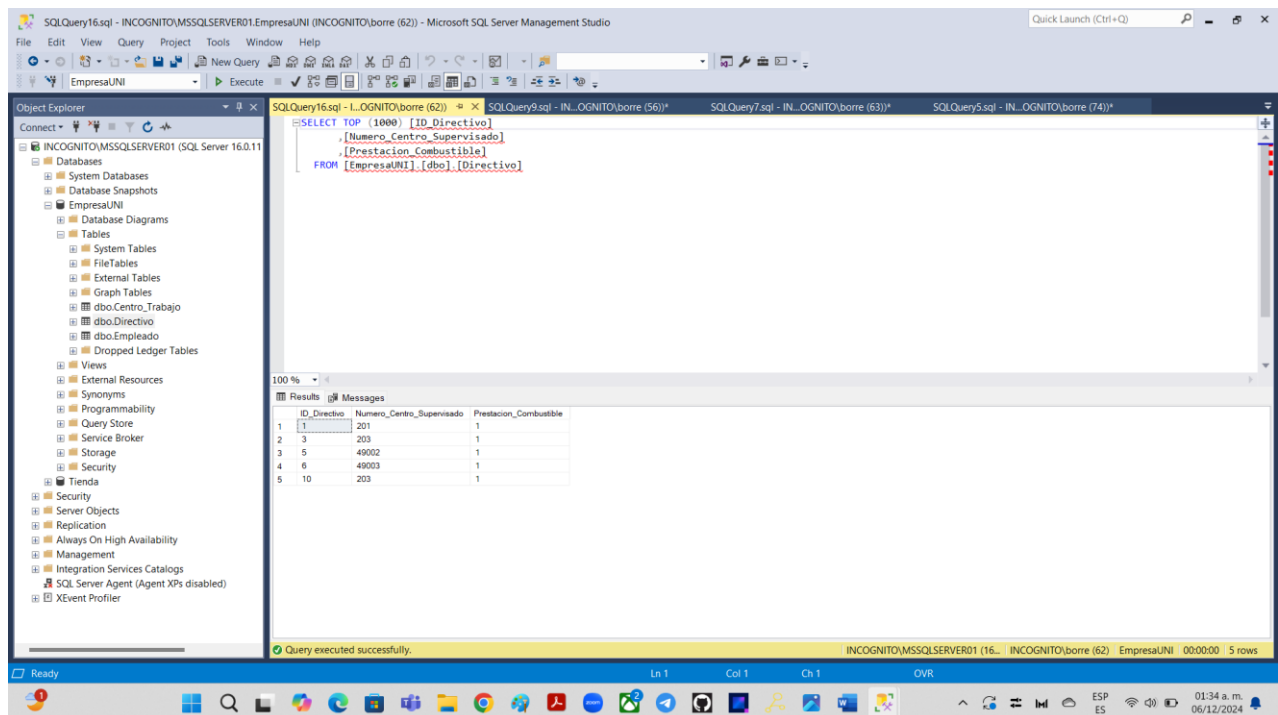 SQLQuery16.sql - INCOGNITO\MSSQLSERVER01.EmpresaUNI (INCOGNITO\borre (62)) - Microsoft SQL Server Management Studio
Quick Launch (Ctrl+Q)
File Edit View Query Project Tools Window Help
New Query
EmpresaUNI Execute
Object Explorer
SQLQuery16.sql - I...OGNITO\borre (62)) SQLQuery9.sql - IN...OGNITO\borre (56))* SQLQuery7.sql - IN...OGNITO\borre (63))* SQLQuery5.sql - IN...OGNITO\borre (74))*
Connect
INCOGNITO\MSSQLSERVER01 (SQL Server 16.0.11
Databases
System Databases
Database Snapshots
EmpresaUNI
Database Diagrams
Tables
System Tables
FileTables
External Tables
Graph Tables
dbo.Centro_Trabajo
dbo.Directivo
dbo.Empleado
Dropped Ledger Tables
Views
External Resources
Synonyms
Programmability
Query Store
Service Broker
Storage
Security
Tienda
Security
Server Objects
Replication
Always On High Availability
Management
Integration Services Catalogs
SQL Server Agent (Agent XPs disabled)
XEvent Profiler
SELECT TOP (1000) [ID_Directivo]
,[Numero_Centro_Supervisado]
,[Prestacion_Combustible]
FROM [EmpresaUNI].[dbo].[Directivo]
100 %
Results Messages
ID_Directivo Numero_Centro_Supervisado Prestacion_Combustible
1 1 201 1
2 3 203 1
3 5 49002 1
4 6 49003 1
5 10 203 1
Query executed successfully. INCOGNITO\MSSQLSERVER01 (16... INCOGNITO\borre (62) EmpresaUNI 00:00:00 5 rows
Ready Ln 1 Col 1 Ch 1 OVR
ESP
ES
01:34 a. m.
06/12/2024